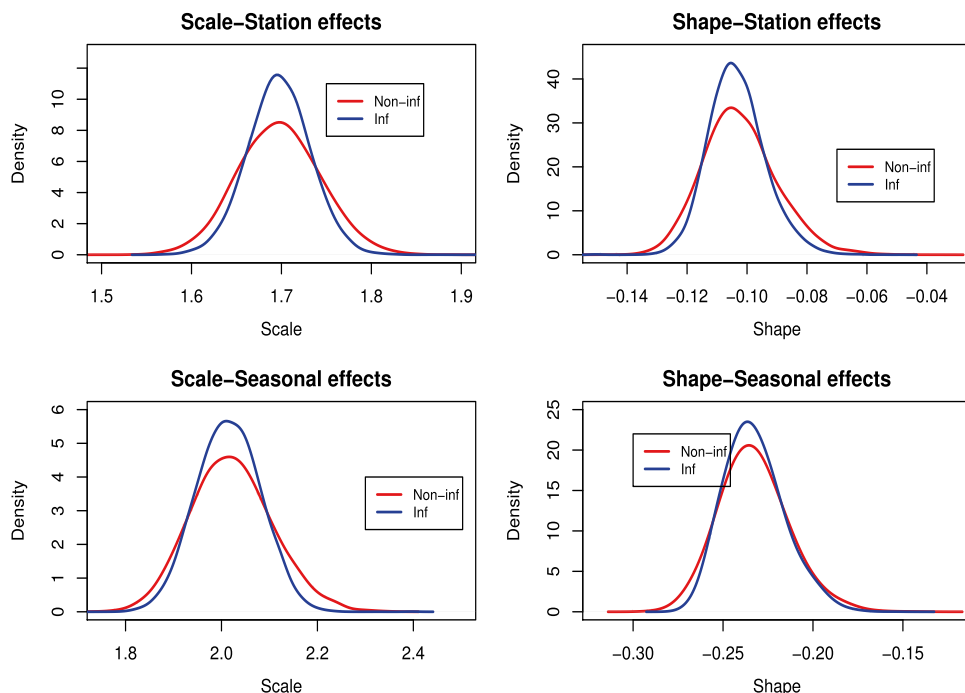 Scale−Station effects
Density
0 2 4 6 8 10
Non−inf
Inf
1.5 1.6 1.7 1.8 1.9
Scale
Shape−Station effects
Density
0 10 20 30 40
Non−inf
Inf
−0.14 −0.12 −0.10 −0.08 −0.06 −0.04
Shape
Scale−Seasonal effects
Density
0 1 2 3 4 5 6
Non−inf
Inf
1.8 2.0 2.2 2.4
Scale
Shape−Seasonal effects
Density
0 5 10 15 20 25
Non−inf
Inf
−0.30 −0.25 −0.20 −0.15
Shape